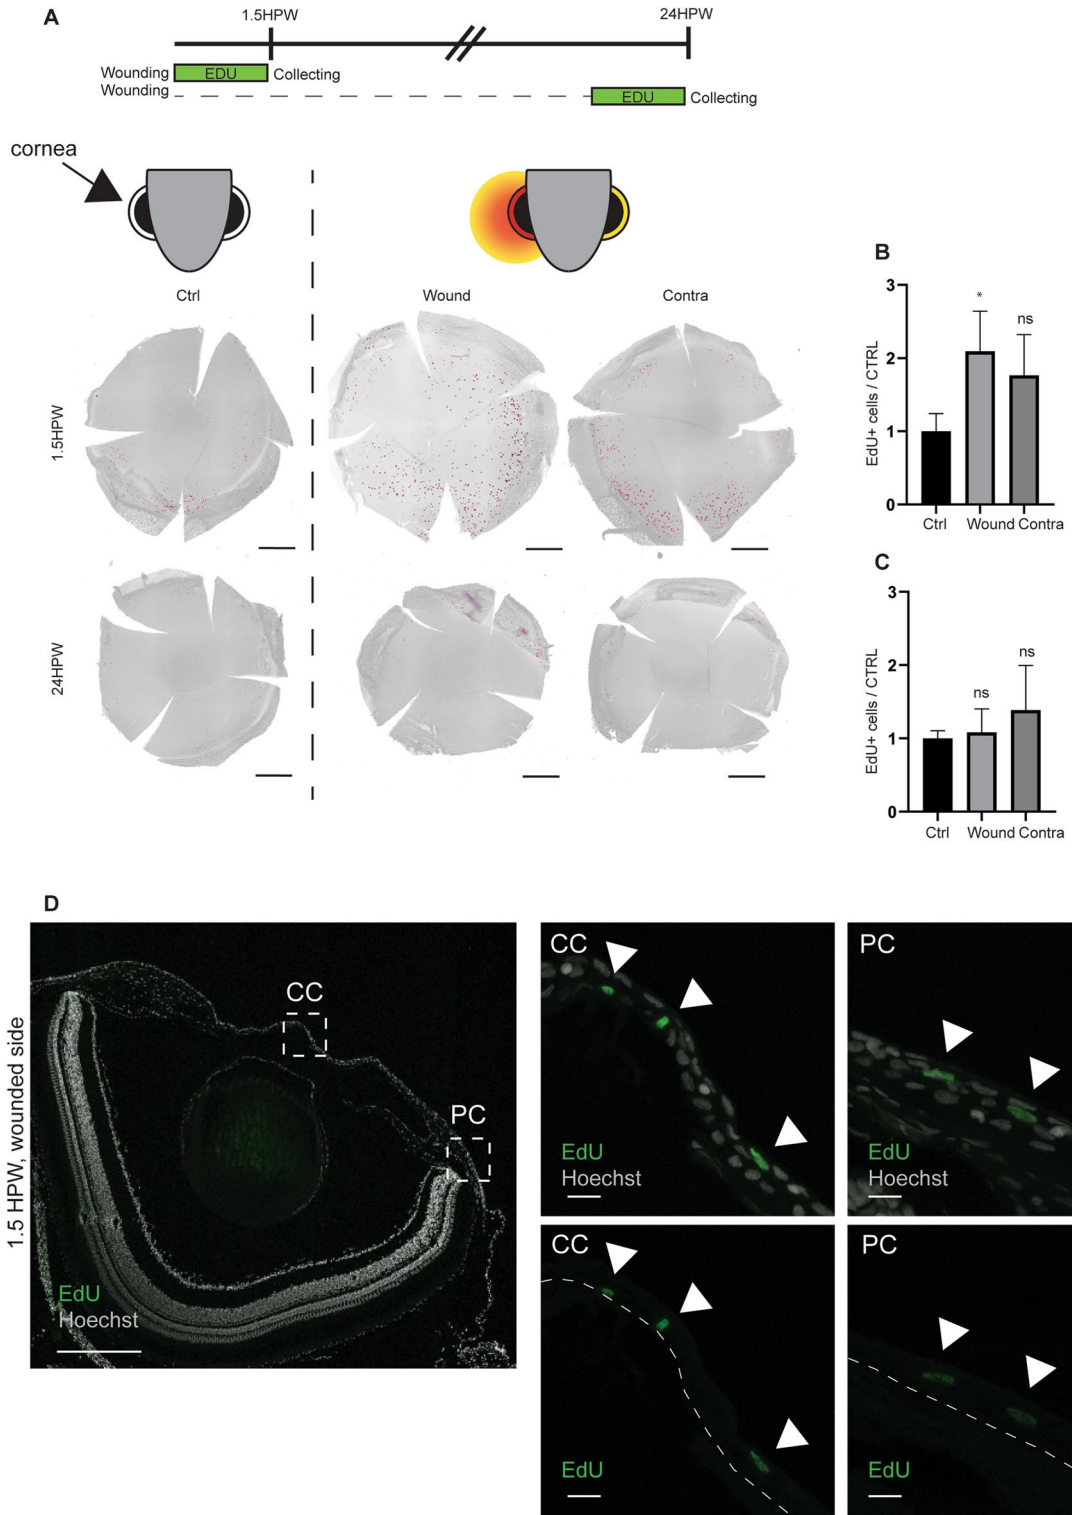 A
1.5HPW
24HPW
Wounding EDU Collecting
Wounding EDU Collecting
cornea
Ctrl
Wound
Contra
1.5HPW
24HPW
B
EdU+ cells / CTRL
3
2
1
0
*
ns
Ctrl Wound Contra
C
EdU+ cells / CTRL
3
2
1
0
ns
ns
Ctrl Wound Contra
D
1.5 HPW, wounded side
CC
PC
EdU
Hoechst
CC
EdU
Hoechst
PC
EdU
Hoechst
CC
EdU
PC
EdU